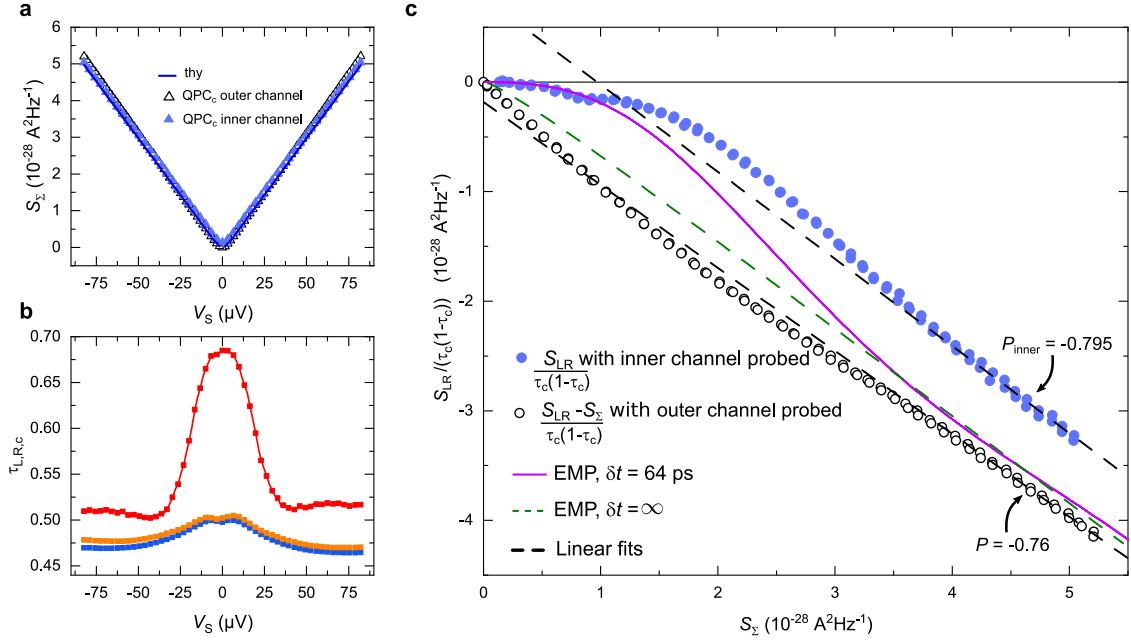 a
S_Σ (10⁻²⁸ A²Hz⁻¹)
6
5
4
3
2
1
0
thy
QPC_c outer channel
QPC_c inner channel
-75 -50 -25 0 25 50 75
V_S (µV)
b
τ_L,R,c
0.70
0.65
0.60
0.55
0.50
0.45
-75 -50 -25 0 25 50 75
V_S (µV)
c
S_LR/(τ_c(1-τ_c)) (10⁻²⁸ A²Hz⁻¹)
0
-1
-2
-3
-4
P_inner = -0.795
S_LR
with inner channel probed
τ_c(1-τ_c)
S_LR - S_Σ
with outer channel probed
τ_c(1-τ_c)
EMP, δt = 64 ps
EMP, δt = ∞
Linear fits
P = -0.76
0 1 2 3 4 5
S_Σ (10⁻²⁸ A²Hz⁻¹)